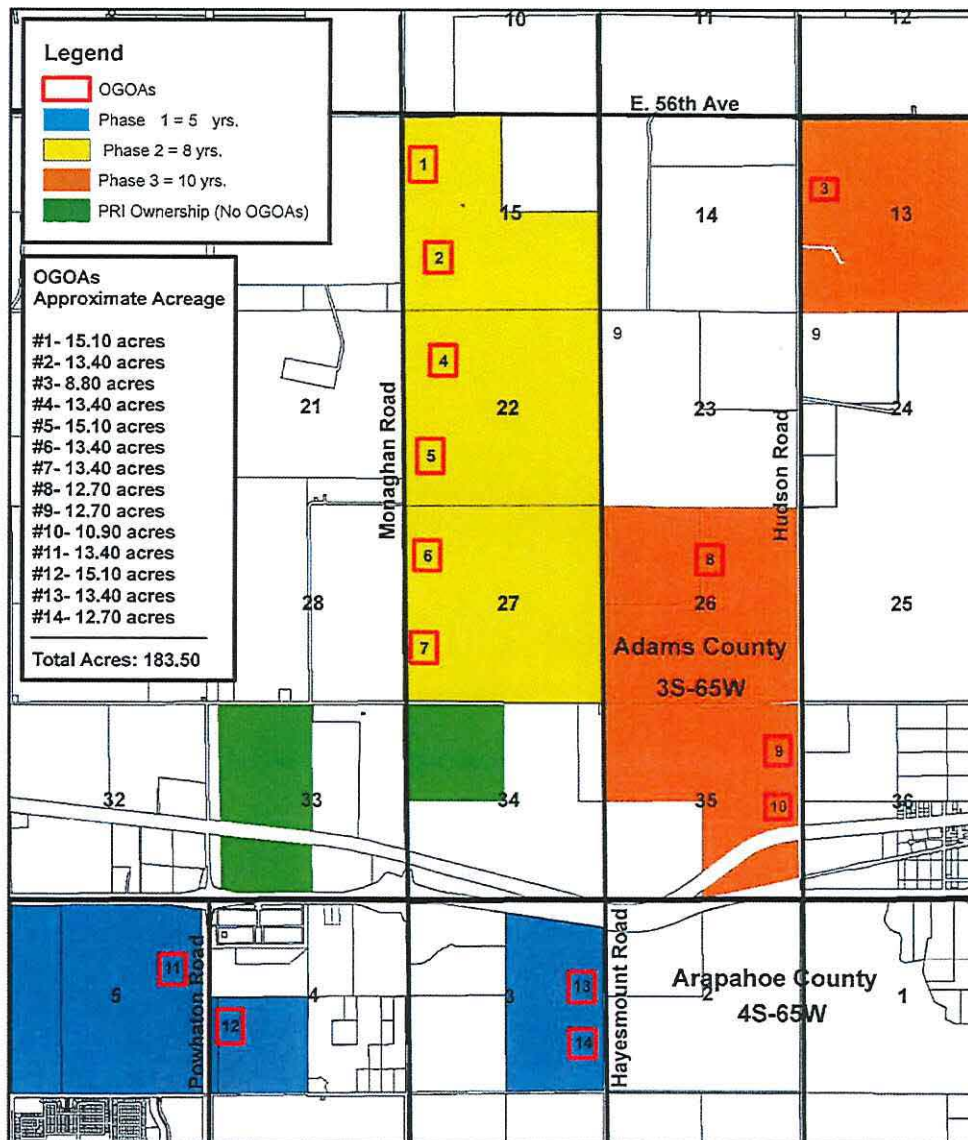 Legend
OGOAs
Phase 1 = 5 yrs.
Phase 2 = 8 yrs.
Phase 3 = 10 yrs.
PRI Ownership (No OGOAs)
OGOAs
Approximate Acreage
#1- 15.10 acres
#2- 13.40 acres
#3- 8.80 acres
#4- 13.40 acres
#5- 15.10 acres
#6- 13.40 acres
#7- 13.40 acres
#8- 12.70 acres
#9- 12.70 acres
#10- 10.90 acres
#11- 13.40 acres
#12- 15.10 acres
#13- 13.40 acres
#14- 12.70 acres
Total Acres: 183.50
10
11
12
E. 56th Ave
1
3
15
14
13
2
9
9
4
21
22
23
24
Monaghan Road
Hudson Road
5
6
8
28
27
26
25
7
Adams County
3S-65W
9
32
33
34
35
10
36
11
13
5
4
3
Arapahoe County
2
1
4S-65W
12
14
Powhaton Road
Hayesmount Road